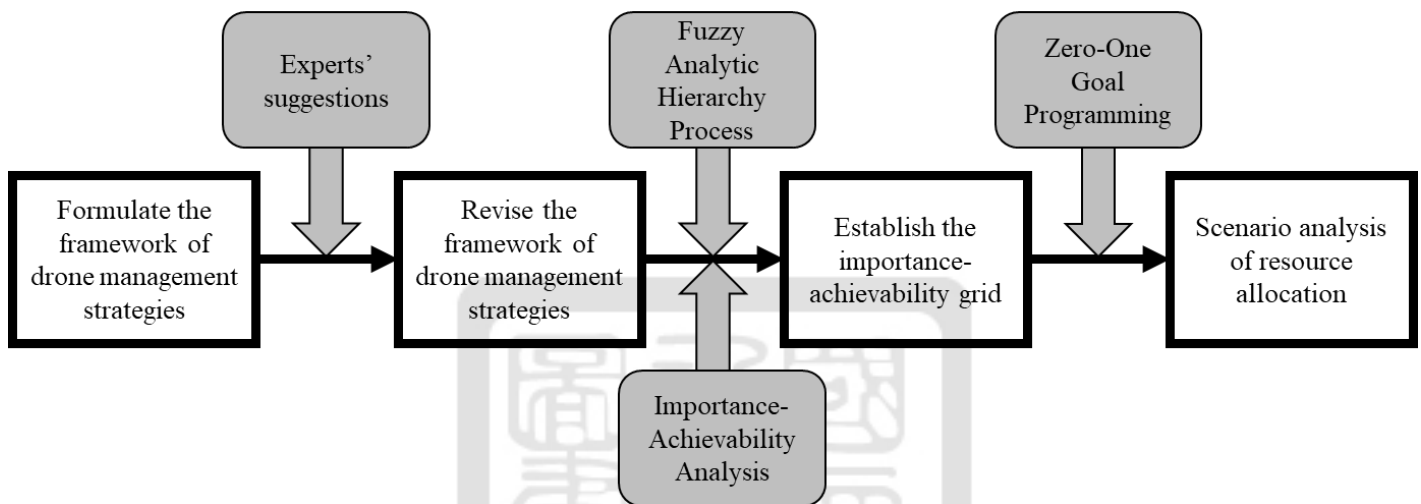 Experts’
suggestions
Fuzzy
Analytic
Hierarchy
Process
Zero-One
Goal
Programming
Formulate the
framework of
drone management
strategies
Revise the
framework of
drone management
strategies
Establish the
importance-
achievability grid
Scenario analysis
of resource
allocation
Importance-
Achievability
Analysis